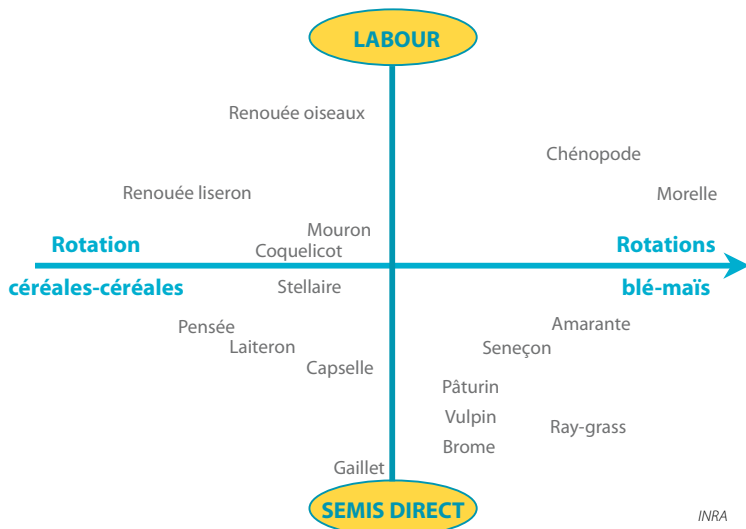 LABOUR
Renouée oiseaux
Chénopode
Renouée liseron
Morelle
Mouron
Rotation
Rotations
Coquelicot
céréales-céréales
Stellaire
blé-maïs
Pensée
Amarante
Laiteron
Seneçon
Capselle
Pâturin
Vulpin
Ray-grass
Brome
Gaillet
SEMIS DIRECT
INRA